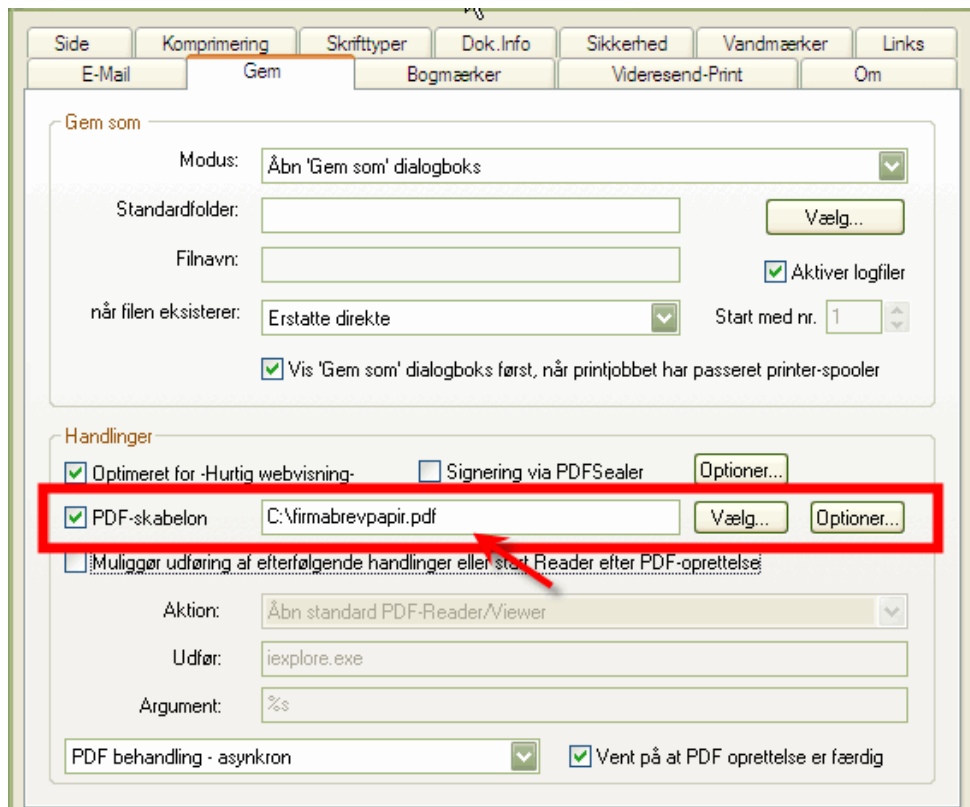 Side Komprimering Skrifttyper Dok.Info Sikkerhed Vandmærker Links
E-Mail Gem Bogmærker Videresend-Print Om
Gem som
Modus: Åbn 'Gem som' dialogboks
Standardfolder: Vælg...
Filnavn: Aktiver logfiler
når filen eksisterer: Erstatte direkte Start med nr. 1
Vis 'Gem som' dialogboks først, når printjobbet har passeret printer-spooler
Handlinger
Optimeret for -Hurtig webvisning- Signering via PDFSealer Optioner...
PDF-skabelon C:\firmabrevpapir.pdf Vælg... Optioner...
Muliggør udføring af efterfølgende handlinger eller start Reader efter PDF-oprettelse
Aktion: Åbn standard PDF-Reader/Viewer
Udfør: iexplore.exe
Argument: %s
PDF behandling - asynkron Vent på at PDF oprettelse er færdig